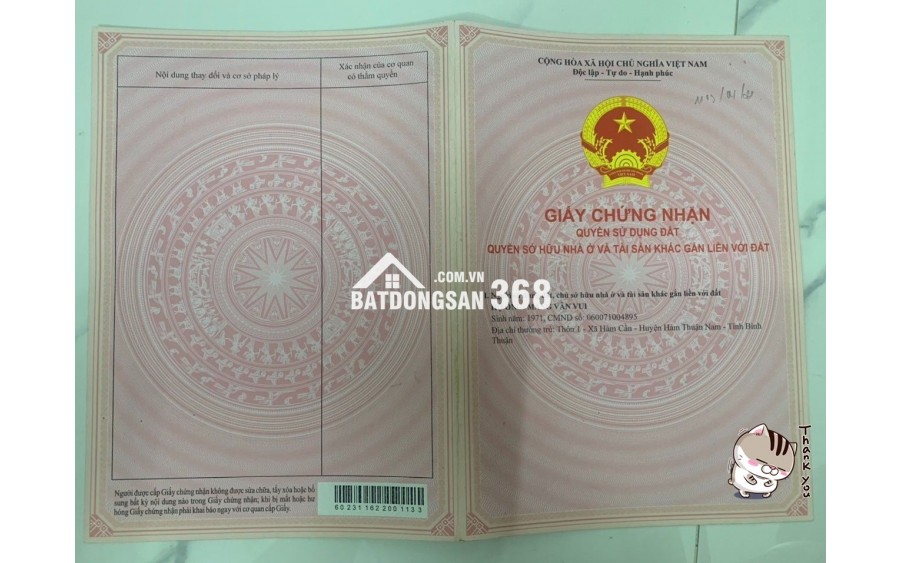 Nội dung thay đổi và cơ sở pháp lý
Xác nhận của cơ quan
có thẩm quyền
Người được cấp Giấy chứng nhận không được sửa chữa, tẩy xóa hoặc bổ
sung bất kỳ nội dung nào trong Giấy chứng nhận; khi bị mất hoặc hư
hỏng Giấy chứng nhận phải khai báo ngay với cơ quan cấp Giấy.
60 231 162 200 1133
CỘNG HÒA XÃ HỘI CHỦ NGHĨA VIỆT NAM
Độc lập - Tự do - Hạnh phúc
GIẤY CHỨNG NHẬN
QUYỀN SỬ DỤNG ĐẤT
QUYỀN SỞ HỮU NHÀ Ở VÀ TÀI SẢN KHÁC GẮN LIỀN VỚI ĐẤT
chủ sở hữu nhà ở và tài sản khác gắn liền với đất
VĂN VUI
Sinh năm: 1971, CMND số: 060071004895
Địa chỉ thường trú: Thôn 1 - Xã Hàm Cần - Huyện Hàm Thuận Nam - Tỉnh Bình
Thuận
BATDONGSAN 368
.COM.VN
Thank you